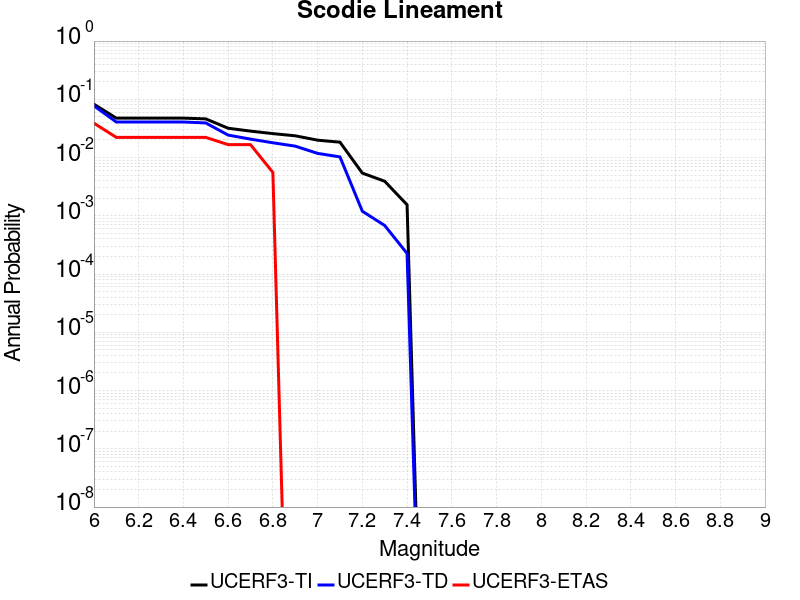 Scodie Lineament
10^0
10^-1
10^-2
10^-3
10^-4
10^-5
10^-6
10^-7
10^-8
Annual Probability
6 6.2 6.4 6.6 6.8 7 7.2 7.4 7.6 7.8 8 8.2 8.4 8.6 8.8 9
Magnitude
UCERF3-TI UCERF3-TD UCERF3-ETAS